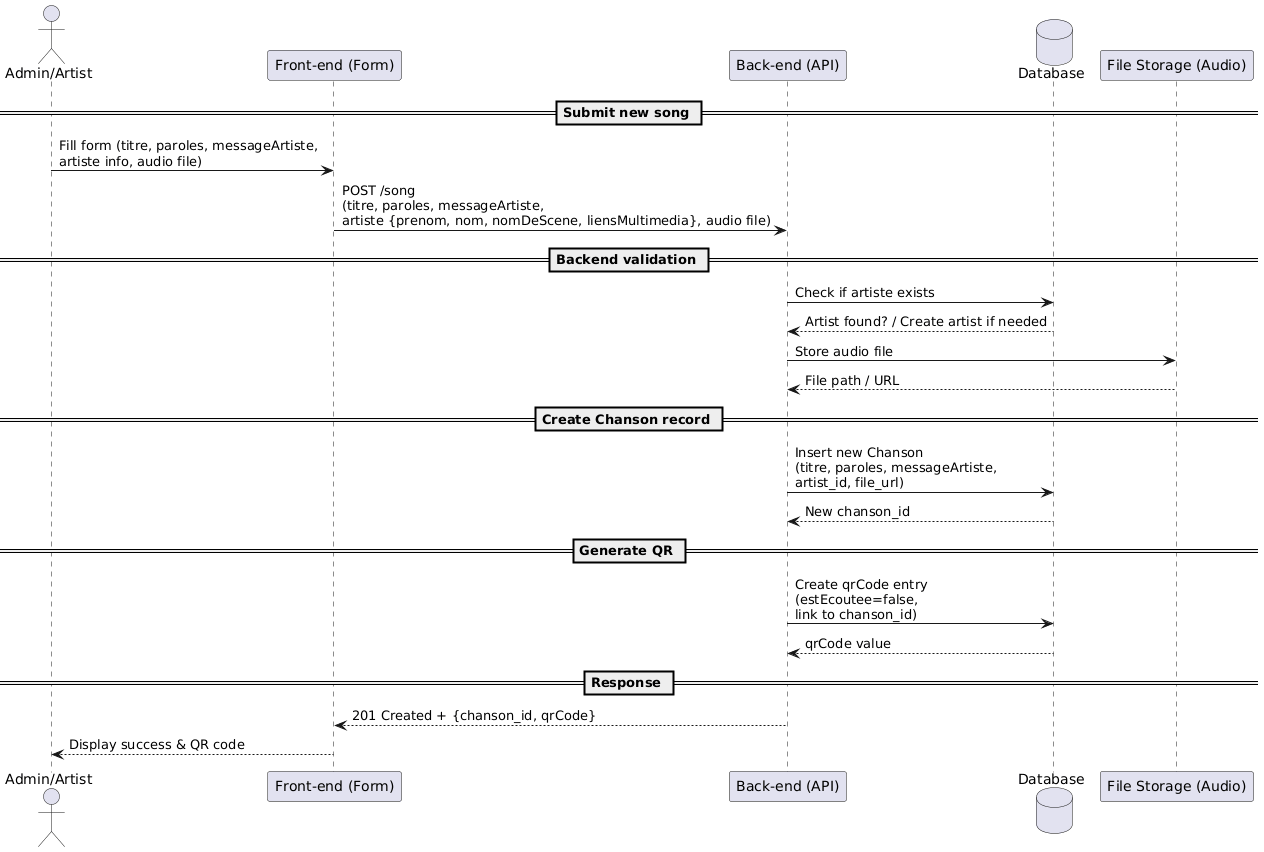 Admin/Artist
Front-end (Form)
Back-end (API)
Database
File Storage (Audio)
Submit new song
Fill form (titre, paroles, messageArtiste,
artiste info, audio file)
POST /song
(titre, paroles, messageArtiste,
artiste {prenom, nom, nomDeScene, liensMultimedia}, audio file)
Backend validation
Check if artiste exists
Artist found? / Create artist if needed
Store audio file
File path / URL
Create Chanson record
Insert new Chanson
(titre, paroles, messageArtiste,
artist_id, file_url)
New chanson_id
Generate QR
Create qrCode entry
(estEcoutee=false,
link to chanson_id)
qrCode value
Response
201 Created + {chanson_id, qrCode}
Display success & QR code
Admin/Artist
Front-end (Form)
Back-end (API)
Database
File Storage (Audio)